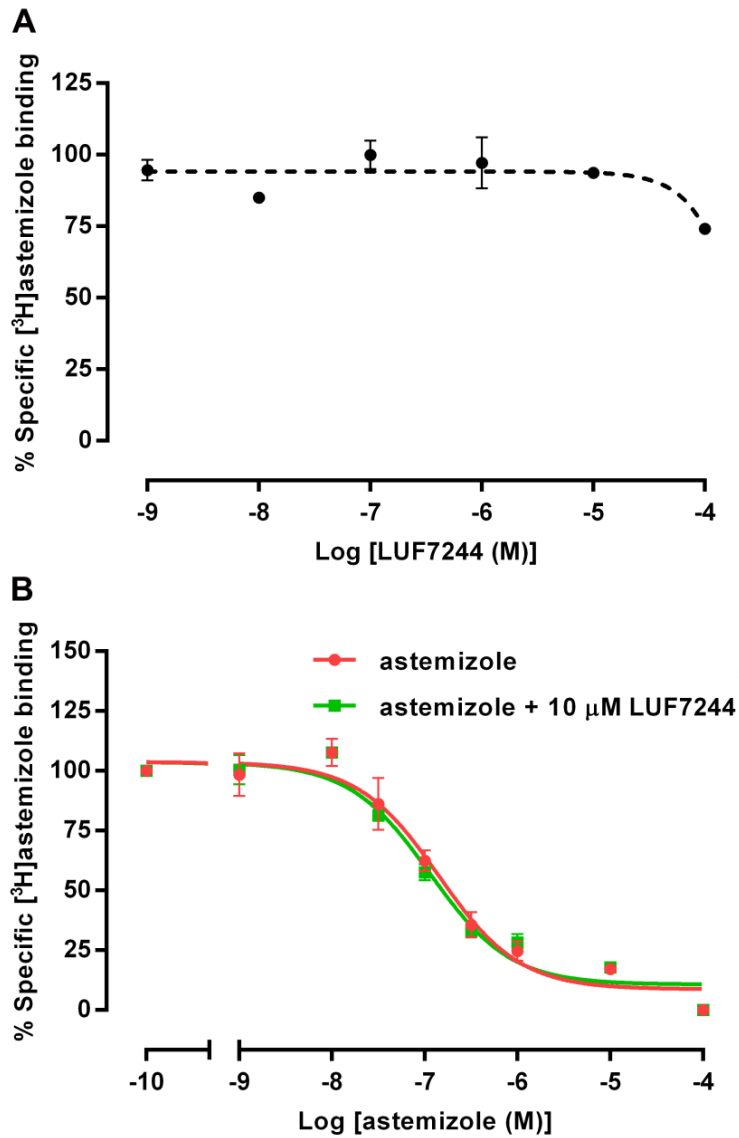 A
% Specific [³H]astemizole binding
125
100
75
50
25
0
-9 -8 -7 -6 -5 -4
Log [LUF7244 (M)]
B
% Specific [³H]astemizole binding
150
125
100
75
50
25
0
astemizole
astemizole + 10 μM LUF7244
-10 -9 -8 -7 -6 -5 -4
Log [astemizole (M)]